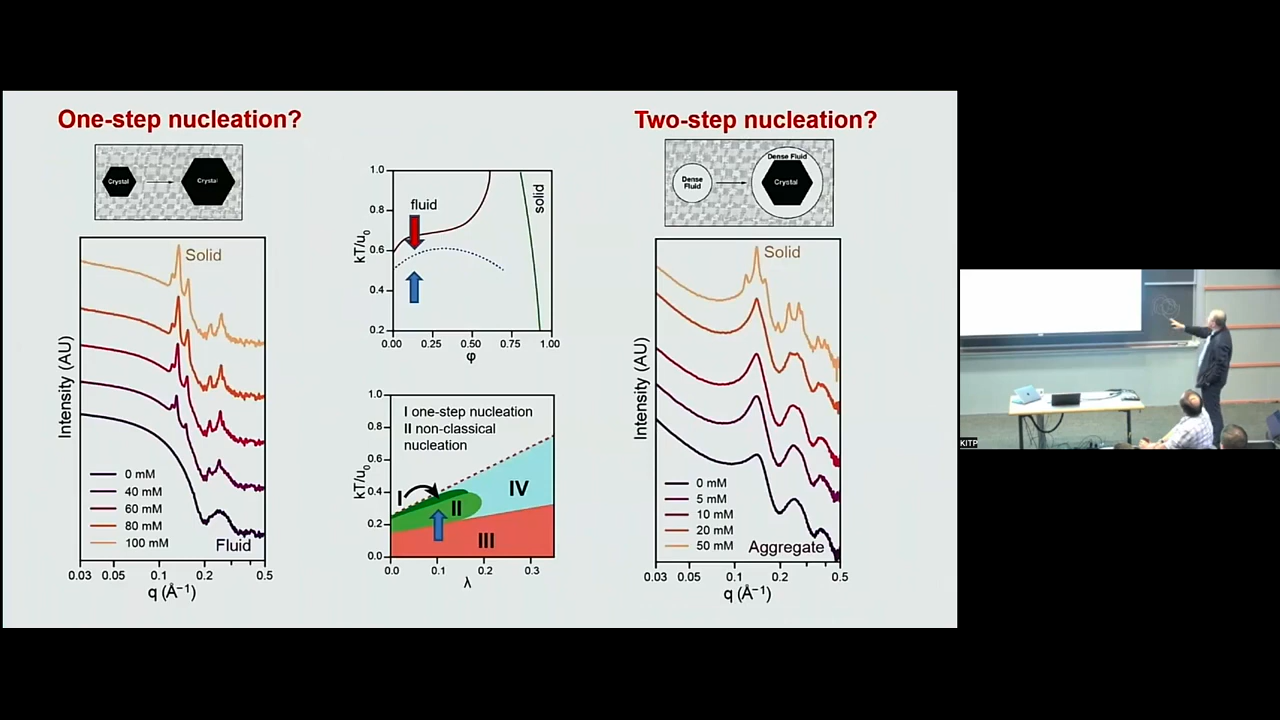 One-step nucleation?
Crystal
Crystal
Solid
Intensity (AU)
0 mM
40 mM
60 mM
80 mM
100 mM
Fluid
0.03 0.05 0.1 0.2 0.5
q (Å⁻¹)
1.0
0.8
0.6
0.4
0.2
kT/u₀
fluid
solid
0.00 0.25 0.50 0.75 1.00
φ
1.0
0.8
0.6
0.4
0.2
0.0
kT/u₀
I one-step nucleation
II non-classical
nucleation
I
II
IV
III
0.0 0.1 0.2 0.3
λ
Two-step nucleation?
Dense
Fluid
Dense Fluid
Crystal
Solid
Intensity (AU)
0 mM
5 mM
10 mM
20 mM
50 mM
Aggregate
0.03 0.05 0.1 0.2 0.5
q (Å⁻¹)
KITP